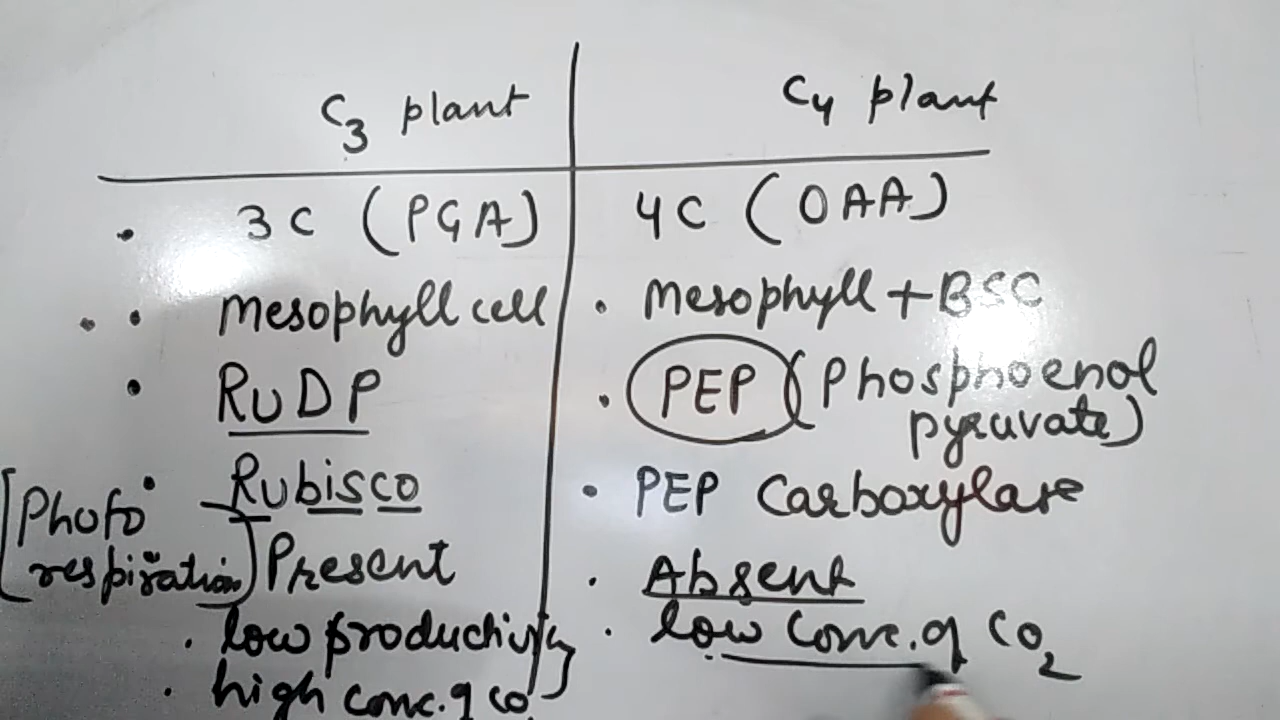 C3 plant C4 plant
3C (PGA) 4C (OAA)
Mesophyll cell Mesophyll + BSC
RuDP PEP (Phosphoenol
pyruvate)
Rubisco PEP Carboxylase
[Photo
respiration] Present Absent
low productivity low Conc. of CO2
high conc. of CO